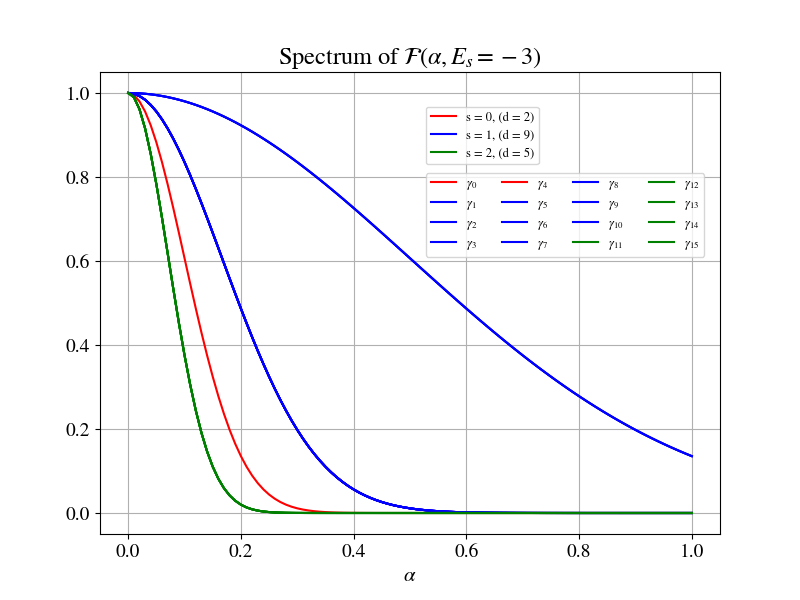 Spectrum of 𝓕(α, E_s = −3)
s = 0, (d = 2)
s = 1, (d = 9)
s = 2, (d = 5)
γ₀ γ₄ γ₈ γ₁₂
γ₁ γ₅ γ₉ γ₁₃
γ₂ γ₆ γ₁₀ γ₁₄
γ₃ γ₇ γ₁₁ γ₁₅
1.0
0.8
0.6
0.4
0.2
0.0
0.0 0.2 0.4 0.6 0.8 1.0
α